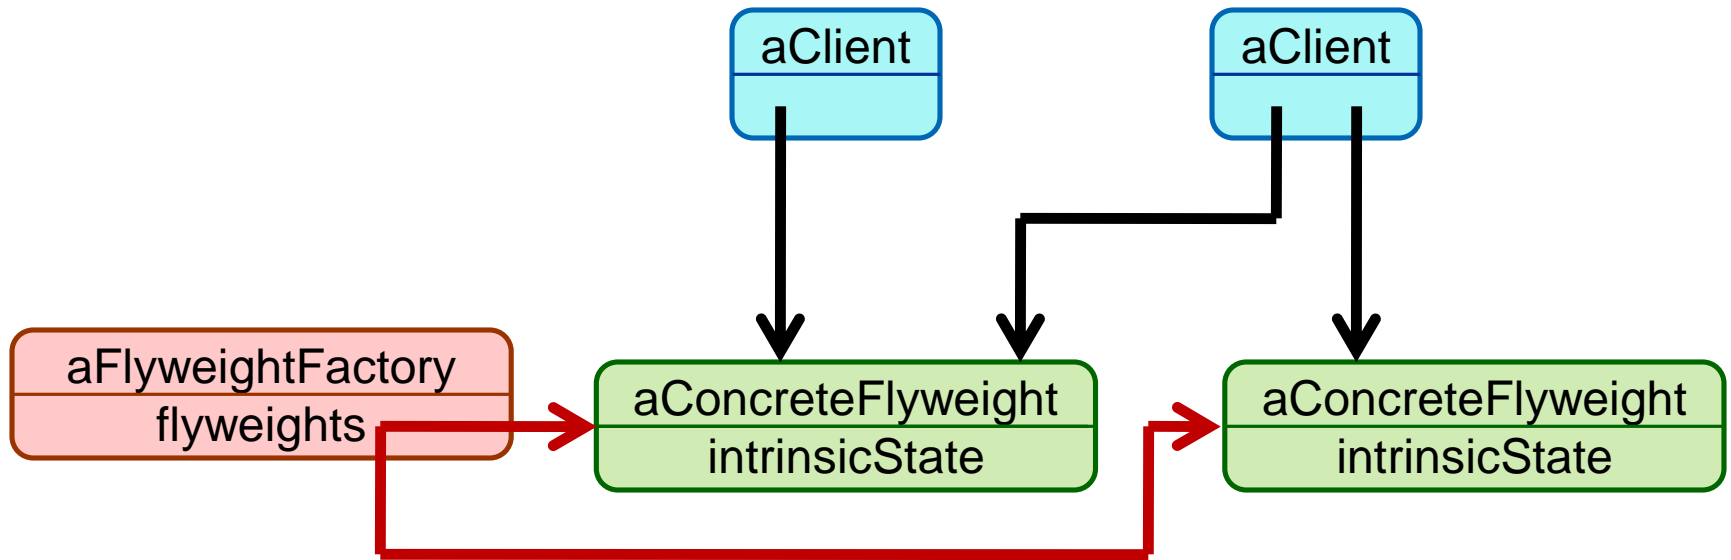 aClient
aClient
aFlyweightFactory
flyweights
aConcreteFlyweight
intrinsicState
aConcreteFlyweight
intrinsicState